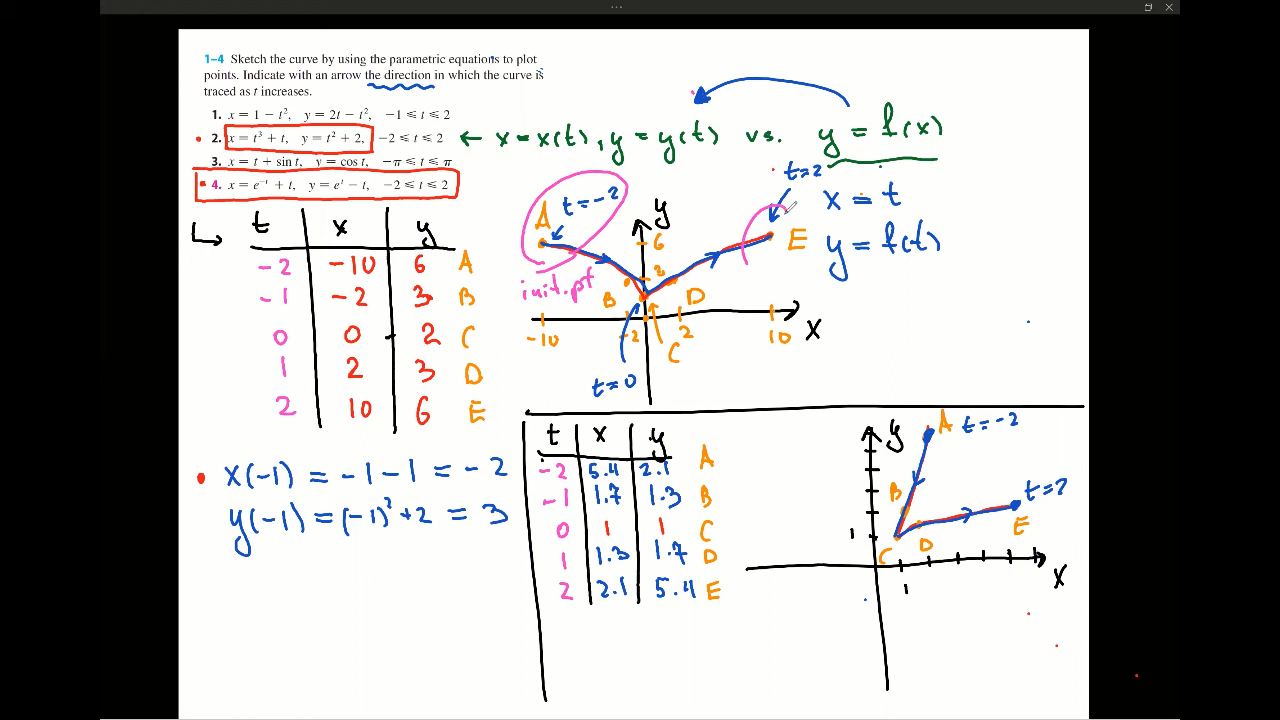 1–4 Sketch the curve by using the parametric equations to plot
points. Indicate with an arrow the direction in which the curve is
traced as t increases.
1. x = 1 − t², y = 2t − t², −1 ⩽ t ⩽ 2
2. x = t³ + t, y = t² + 2, −2 ⩽ t ⩽ 2
3. x = t + sin t, y = cos t, −π ⩽ t ⩽ π
4. x = e⁻ᵗ + t, y = eᵗ − t, −2 ⩽ t ⩽ 2
← x = x(t), y = y(t) vs. y = f(x)
x = t
y = f(t)
t x y
-2 -10 6 A
-1 -2 3 B
0 0 2 C
1 2 3 D
2 10 6 E
x(-1) = -1 - 1 = -2
y(-1) = (-1)² + 2 = 3
A t = -2
init. pt
y
6
2
t = 2
E
B
D
-10 -2 2 10 x
C
t = 0
t x y
-2 5.4 2.1 A
-1 1.7 1.3 B
0 1 1 C
1 1.3 1.7 D
2 2.1 5.4 E
y
A t = -2
B
t = 2
E
1
C
D
1
x